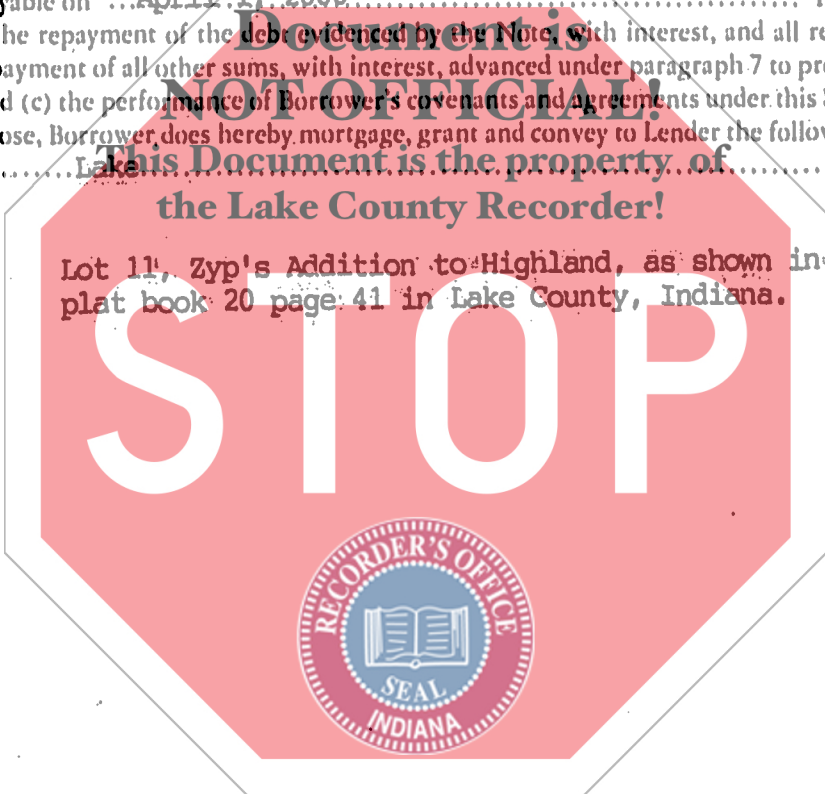 he repayment of the debt evidenced by the Note, with interest, and all re
Document is
ayment of all other sums, with interest, advanced under paragraph 7 to pr
NOT OFFICIAL!
d (c) the performance of Borrower's covenants and agreements under this
ose, Borrower does hereby mortgage, grant and convey to Lender the follow
This Document is the property of
Lake
the Lake County Recorder!
Lot 11, Zyp's Addition to Highland, as shown in
plat book 20 page 41 in Lake County, Indiana.
STOP
RECORDER'S OFFICE
SEAL
INDIANA